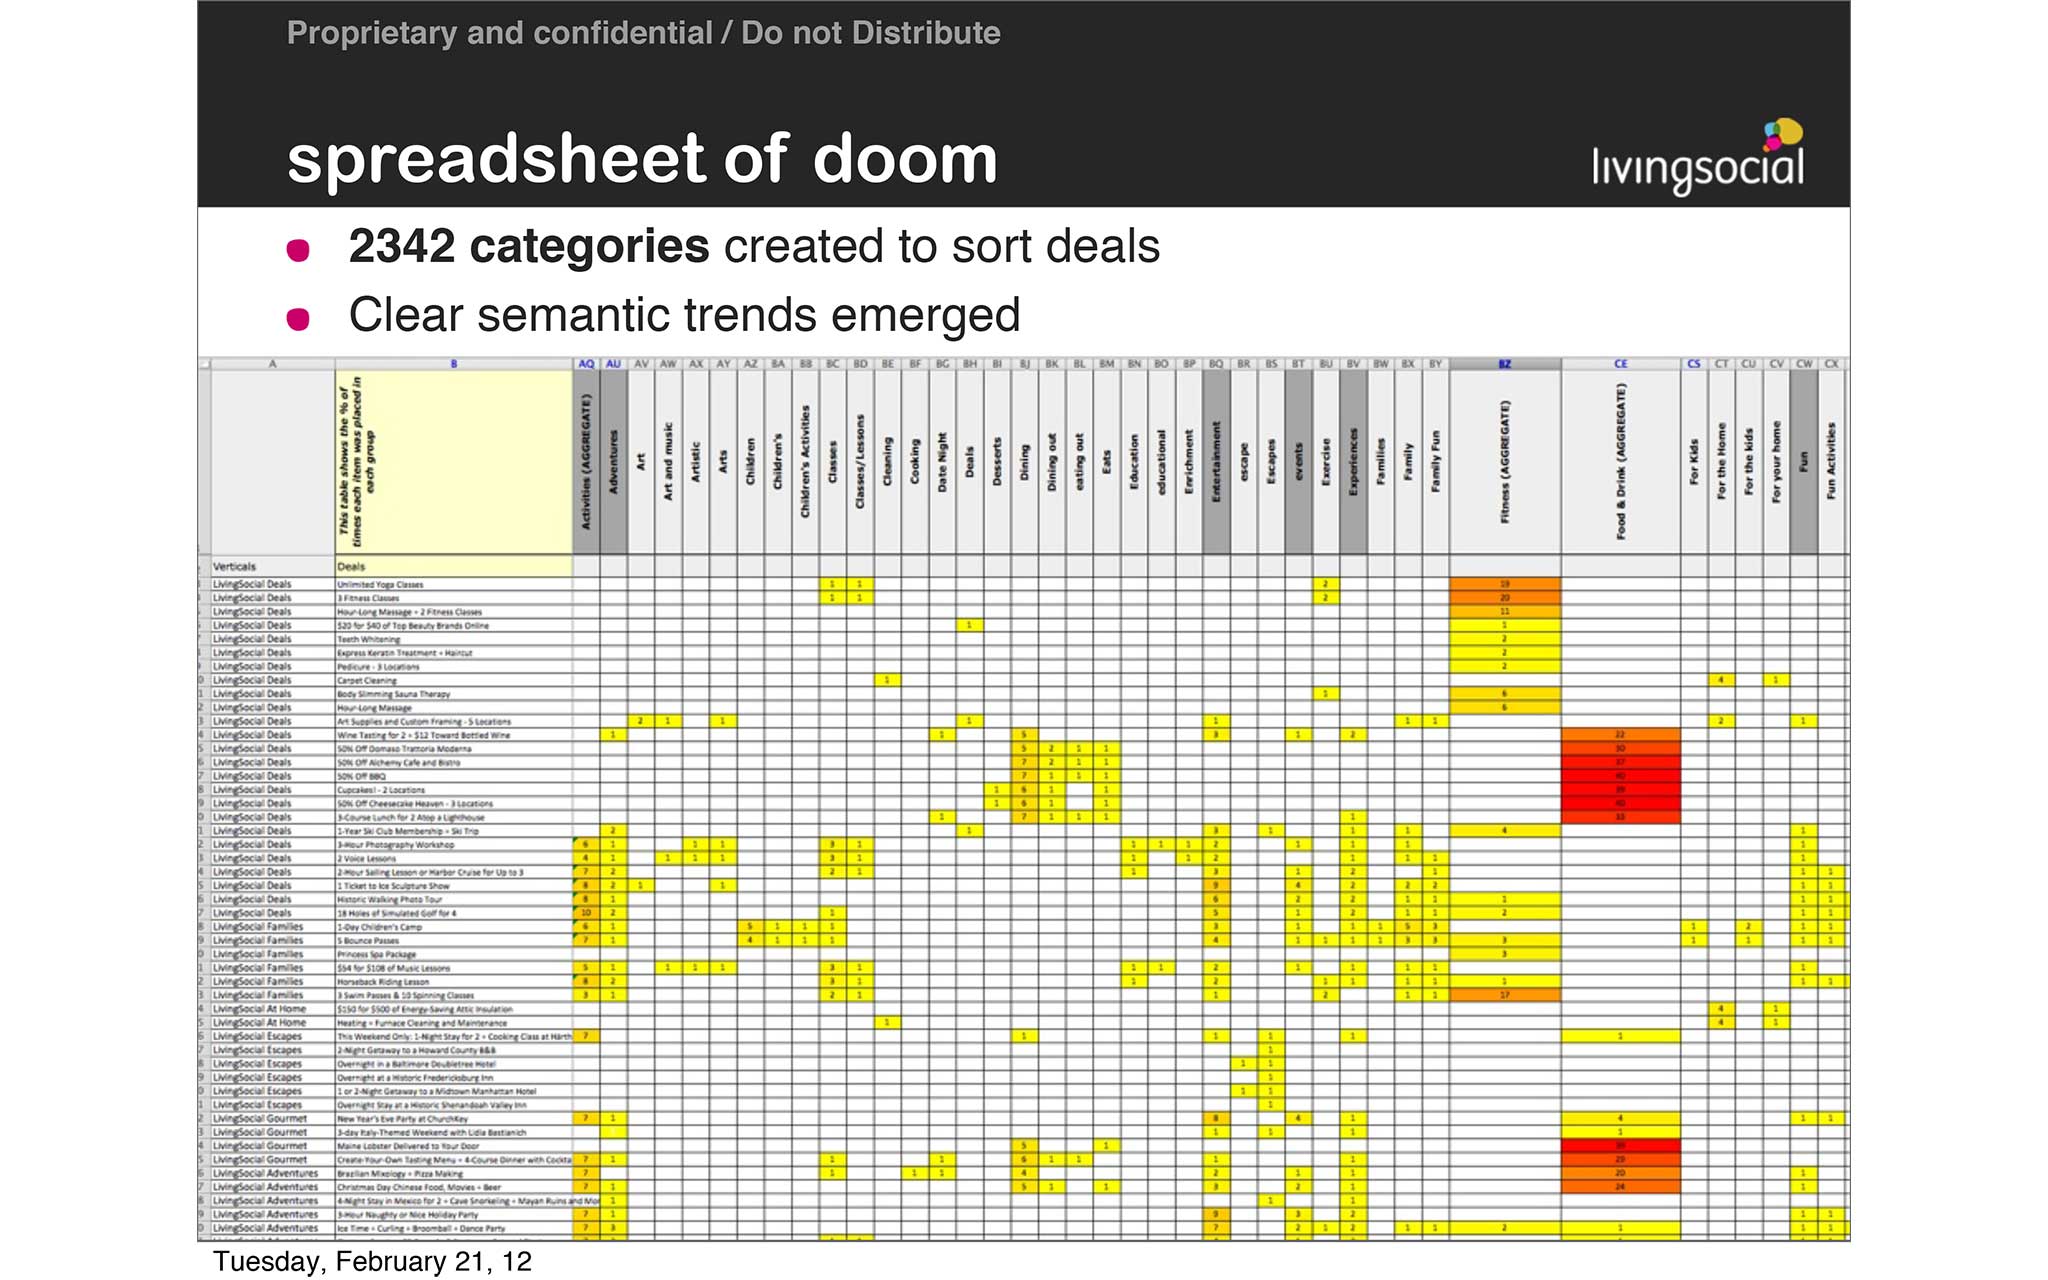 Proprietary and confidential / Do not Distribute
spreadsheet of doom
livingsocial
2342 categories created to sort deals
Clear semantic trends emerged
A B AQ AU AV AW AX AY AZ BA BB BC BD BE BF BG BH BI BJ BK BL BM BN BO BP BQ BR BS BT BU BV BW BX BY BZ CE CS CT CU CV CW CX
This table shows the % of
times each item was placed in
each group
Activities (AGGREGATE)
Adventures
Art
Art and music
Artistic
Arts
Children
Children's
Children's Activities
Classes
Classes/Lessons
Cleaning
Cooking
Date Night
Deals
Desserts
Dining
Dining out
eating out
Eats
Education
educational
Enrichment
Entertainment
escape
Escapes
events
Exercise
Experiences
Families
Family
Family Fun
Fitness (AGGREGATE)
Food & Drink (AGGREGATE)
For Kids
For the Home
For the kids
For your home
Fun
Fun Activities
Verticals Deals
LivingSocial Deals Unlimited Yoga Classes 1 1 2 19
LivingSocial Deals 3 Fitness Classes 1 1 2 20
LivingSocial Deals Hour-Long Massage + 2 Fitness Classes 11
LivingSocial Deals $20 for $40 of Top Beauty Brands Online 1 1
LivingSocial Deals Teeth Whitening 2
LivingSocial Deals Express Keratin Treatment + Haircut 2
LivingSocial Deals Pedicure - 3 Locations 2
LivingSocial Deals Carpet Cleaning 1 4 1
LivingSocial Deals Body Slimming Sauna Therapy 1 6
LivingSocial Deals Hour-Long Massage 6
LivingSocial Deals Art Supplies and Custom Framing - 5 Locations 2 1 1 1 1 1 1 2 1
LivingSocial Deals Wine Tasting for 2 + $12 Toward Bottled Wine 1 1 5 3 1 2 22
LivingSocial Deals 50% Off Domaso Trattoria Moderna 5 2 1 1
LivingSocial Deals 50% Off Alchemy Cafe and Bistro 7 2 1 1 37
LivingSocial Deals 50% Off BBQ 7 1 1 1 40
LivingSocial Deals Cupcakes! - 2 Locations 1 6 1 1 39
LivingSocial Deals 50% Off Cheesecake Heaven - 3 Locations 1 6 1 1 40
LivingSocial Deals 3-Course Lunch for 2 Atop a Lighthouse 1 7 1 1 1 1
LivingSocial Deals 1-Year Ski Club Membership + Ski Trip 2 1 3 1 1 1 4 1
LivingSocial Deals 3-Hour Photography Workshop 6 1 1 1 3 1 1 1 1 2 1 1 1 1
LivingSocial Deals 2 Voice Lessons 4 1 1 1 1 3 1 1 1 2 1 1 1 1
LivingSocial Deals 2-Hour Sailing Lesson or Harbor Cruise for Up to 3 7 2 2 1 1 3 1 2 1 1 1
LivingSocial Deals 1 Ticket to Ice Sculpture Show 8 2 1 1 9 4 2 2 2 1 1
LivingSocial Deals Historic Walking Photo Tour 8 1 6 2 2 1 1 1 1 1
LivingSocial Deals 18 Holes of Simulated Golf for 4 10 2 1 5 1 2 1 1 2 1 1
LivingSocial Families 1-Day Children's Camp 6 1 5 1 1 1 3 1 1 1 5 3 1 2 1 1
LivingSocial Families 5 Bounce Passes 7 1 4 1 1 1 4 1 1 1 1 3 3 3 1 1 1 1
LivingSocial Families Princess Spa Package 3
LivingSocial Families $54 for $108 of Music Lessons 5 1 1 1 1 3 1 1 1 2 1 1 1 1 1
LivingSocial Families Horseback Riding Lesson 8 2 3 1 1 2 1 1 1 1 1 1 1
LivingSocial Families 3 Swim Passes & 10 Spinning Classes 3 1 2 1 1 2 1 1 17
LivingSocial At Home $150 for $500 of Energy-Saving Attic Insulation 4 1
LivingSocial At Home Heating + Furnace Cleaning and Maintenance 1 4 1
LivingSocial Escapes This Weekend Only: 1-Night Stay for 2 + Cooking Class at Harth 7 1 1 1 1 1
LivingSocial Escapes 2-Night Getaway to a Howard County B&B 1
LivingSocial Escapes Overnight in a Baltimore Doubletree Hotel 1 1
LivingSocial Escapes Overnight at a Historic Fredericksburg Inn 1
LivingSocial Escapes 1 or 2-Night Getaway to a Midtown Manhattan Hotel 1 1
LivingSocial Escapes Overnight Stay at a Historic Shenandoah Valley Inn 1
LivingSocial Gourmet New Year's Eve Party at ChurchKey 7 1 8 4 1 4 1 1
LivingSocial Gourmet 3-day Italy-Themed Weekend with Lidia Bastianich 1 1 1 1
LivingSocial Gourmet Maine Lobster Delivered to Your Door 5 1
LivingSocial Gourmet Create-Your-Own Tasting Menu + 4-Course Dinner with Cockta 7 1 1 1 6 1 1 1 1 29
LivingSocial Adventures Brazilian Mixology + Pizza Making 7 1 1 1 4 2 1 1 20 1
LivingSocial Adventures Christmas Day Chinese Food, Movies + Beer 7 1 5 1 1 3 2 1 24 1
LivingSocial Adventures 4-Night Stay in Mexico for 2 + Cave Snorkeling + Mayan Ruins and Mor 1 1 1
LivingSocial Adventures 3-Hour Naughty or Nice Holiday Party 7 1 9 3 2 1 1
LivingSocial Adventures Ice Time + Curling + Broomball + Dance Party 7 3 7 2 1 2 1 1 2 1 1 1
Tuesday, February 21, 12